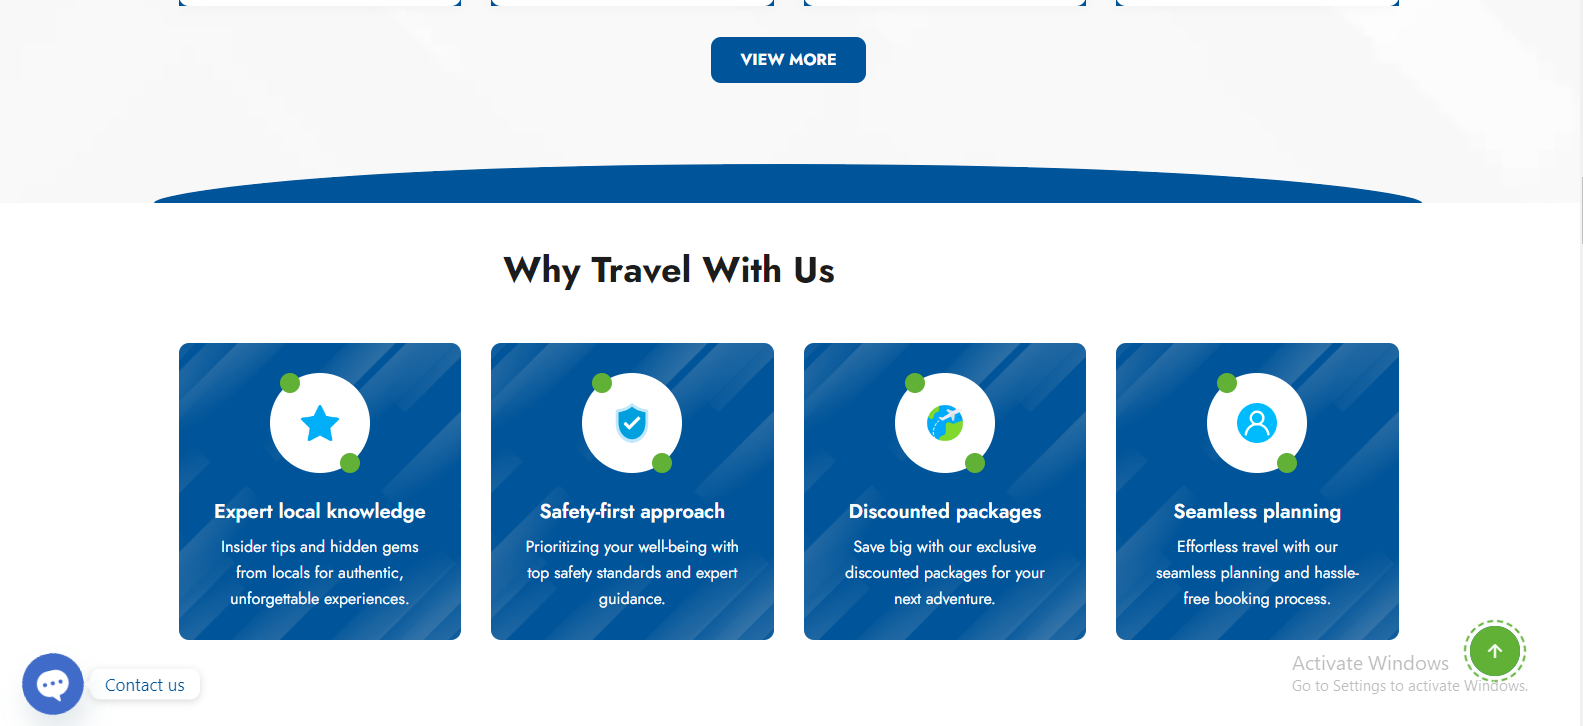 VIEW MORE
Why Travel With Us
Expert local knowledge
Insider tips and hidden gems
from locals for authentic,
unforgettable experiences.
Safety-first approach
Prioritizing your well-being with
top safety standards and expert
guidance.
Discounted packages
Save big with our exclusive
discounted packages for your
next adventure.
Seamless planning
Effortless travel with our
seamless planning and hassle-
free booking process.
Contact us
Activate Windows
Go to Settings to activate Windows.